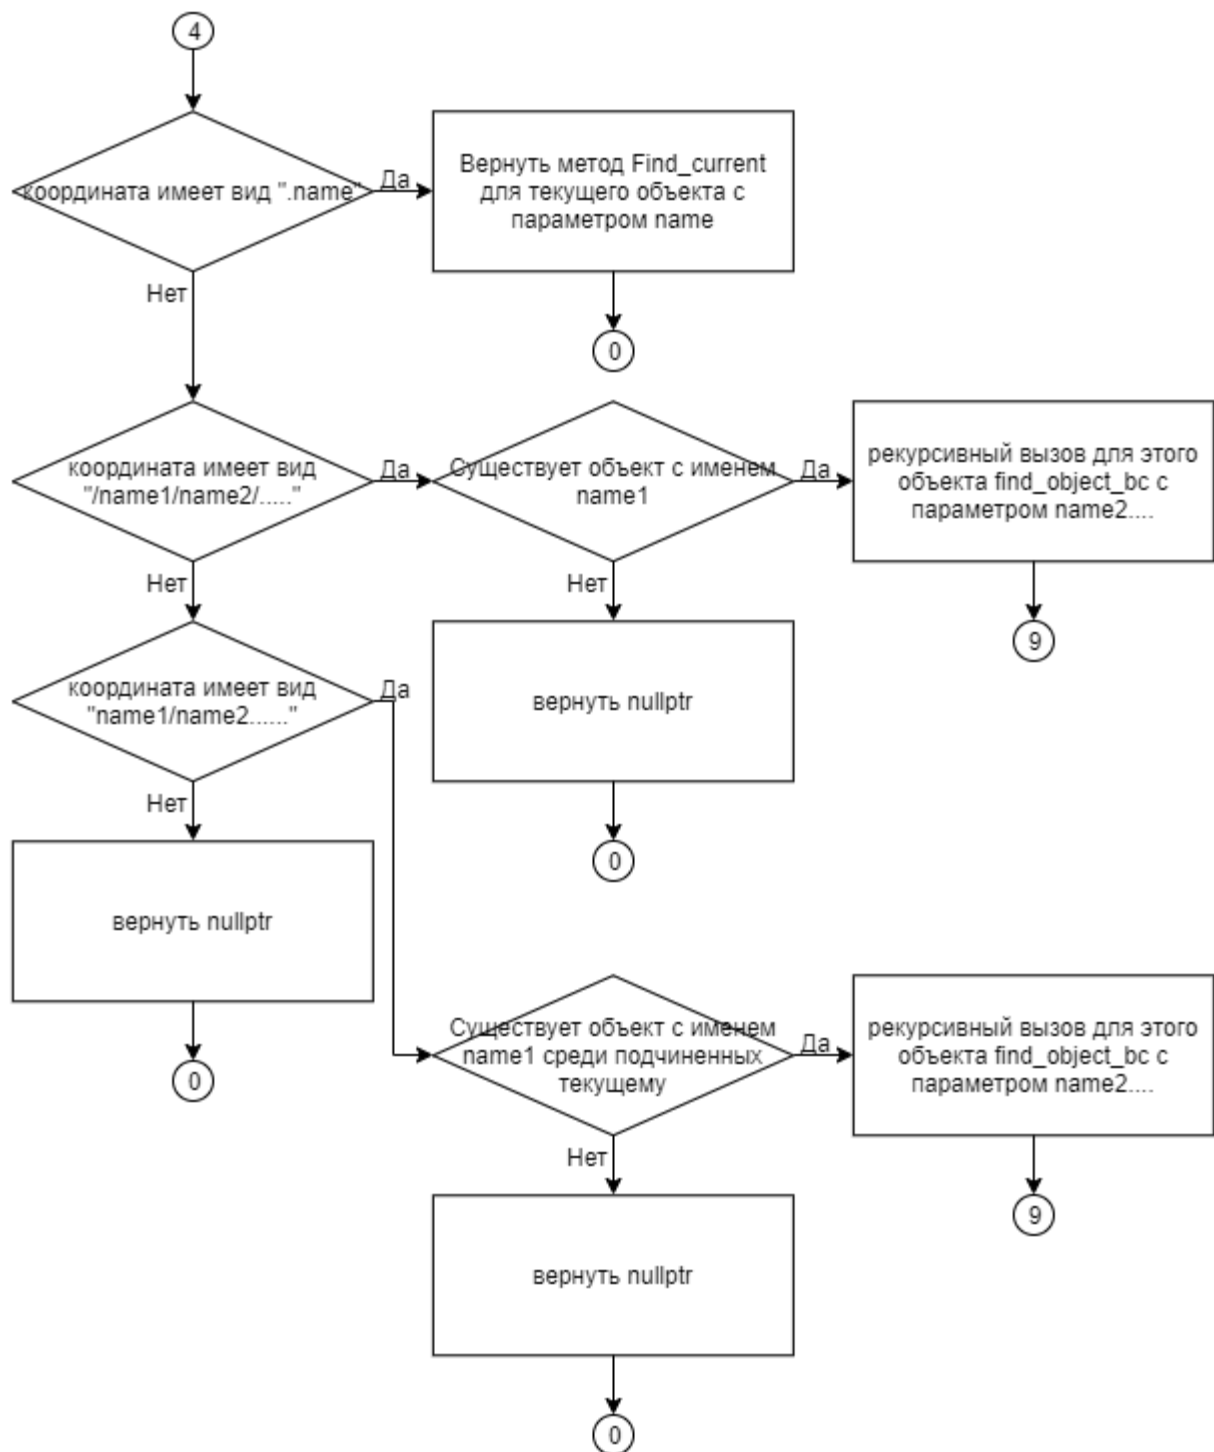 4
координата имеет вид ".name"
Да
Вернуть метод Find_current
для текущего объекта с
параметром name
Нет
0
координата имеет вид
"/name1/name2/....."
Да
Существует объект с именем
name1
Да
рекурсивный вызов для этого
объекта find_object_bc с
параметром name2....
Нет
Нет
9
координата имеет вид
"name1/name2......"
Да
вернуть nullptr
Нет
0
вернуть nullptr
0
Существует объект с именем
name1 среди подчиненных
текущему
Да
рекурсивный вызов для этого
объекта find_object_bc с
параметром name2....
Нет
9
вернуть nullptr
0